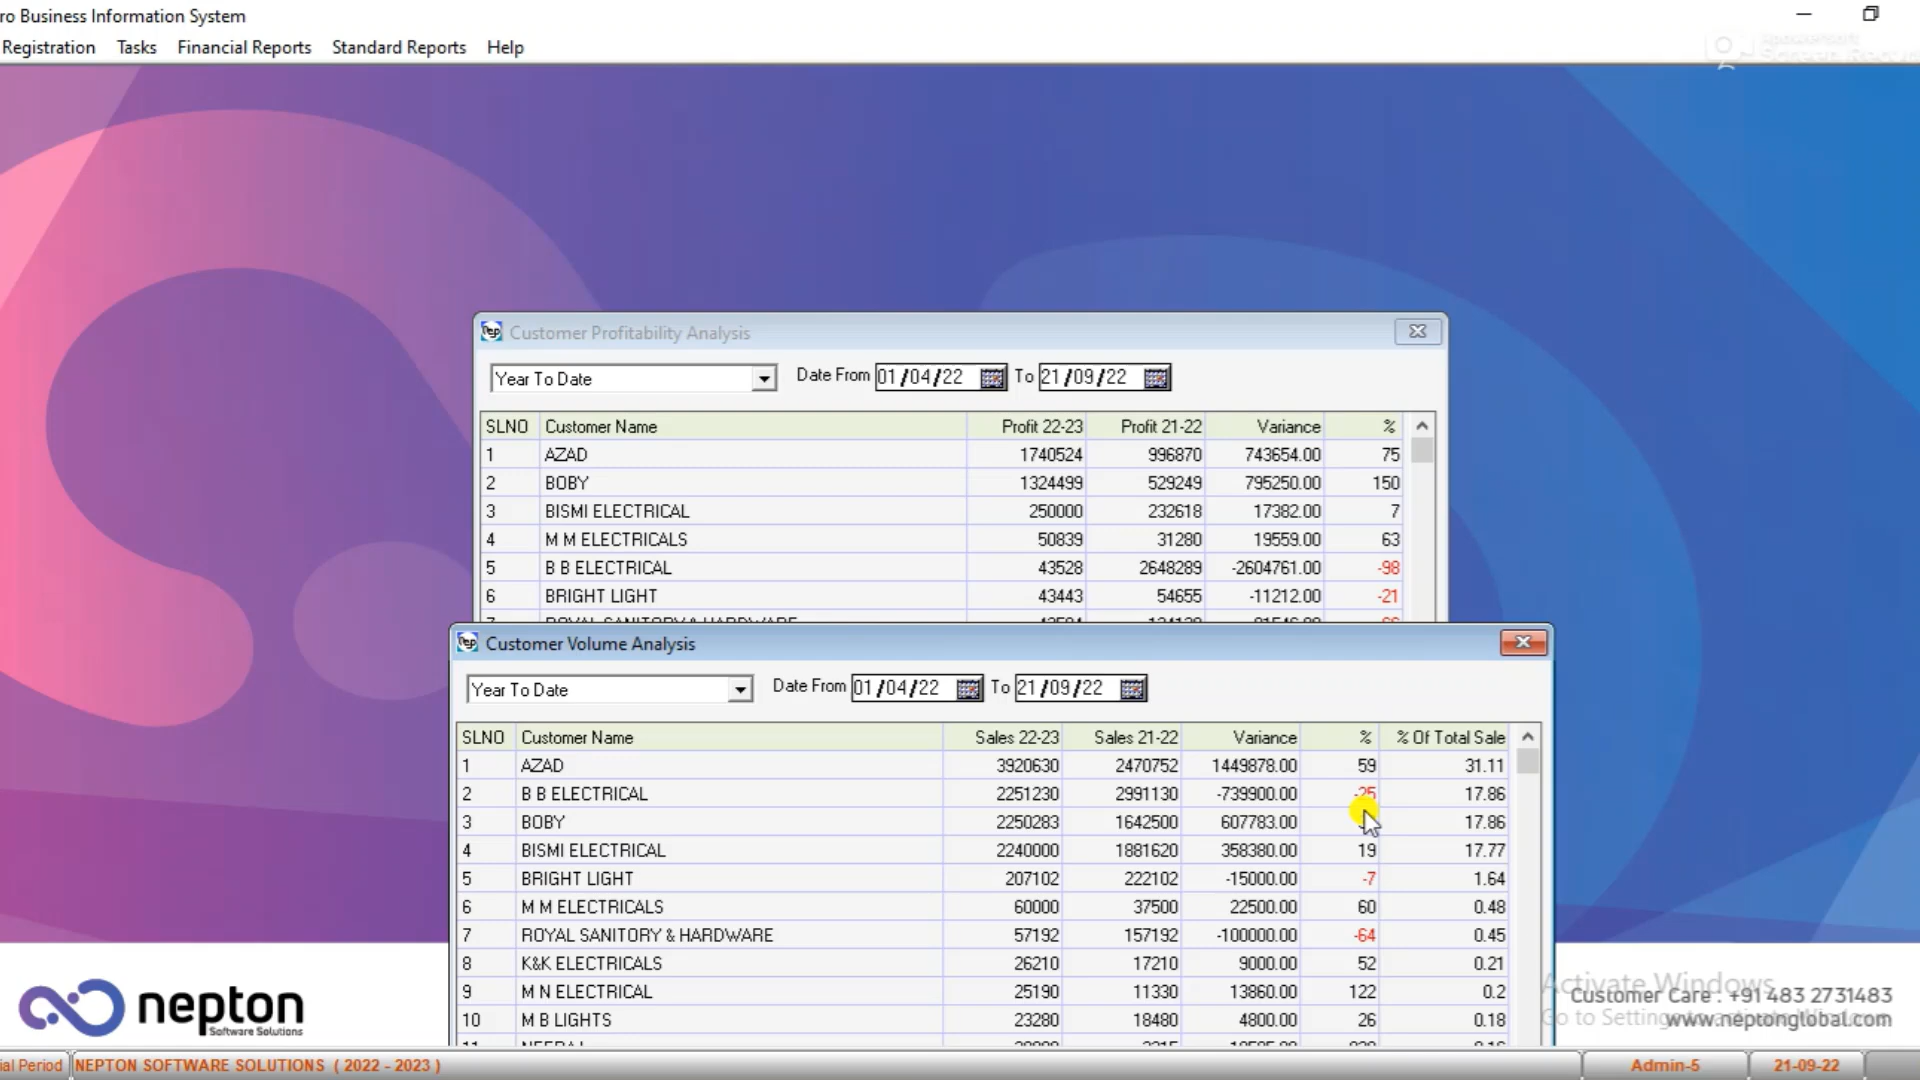 ro Business Information System
Registration Tasks Financial Reports Standard Reports Help
Customer Profitability Analysis
Year To Date Date From 01/04/22 To 21/09/22
SLNO Customer Name Profit 22-23 Profit 21-22 Variance %
1 AZAD 1740524 996870 743654.00 75
2 BOBY 1324499 529249 795250.00 150
3 BISMI ELECTRICAL 250000 232618 17382.00 7
4 M M ELECTRICALS 50839 31280 19559.00 63
5 B B ELECTRICAL 43528 2648289 -2604761.00 -98
6 BRIGHT LIGHT 43443 54655 -11212.00 -21
Customer Volume Analysis
Year To Date Date From 01/04/22 To 21/09/22
SLNO Customer Name Sales 22-23 Sales 21-22 Variance % % Of Total Sale
1 AZAD 3920630 2470752 1449878.00 59 31.11
2 B B ELECTRICAL 2251230 2991130 -739900.00 -25 17.86
3 BOBY 2250283 1642500 607783.00 17.86
4 BISMI ELECTRICAL 2240000 1881620 358380.00 19 17.77
5 BRIGHT LIGHT 207102 222102 -15000.00 -7 1.64
6 M M ELECTRICALS 60000 37500 22500.00 60 0.48
7 ROYAL SANITORY & HARDWARE 57192 157192 -100000.00 -64 0.45
8 K&K ELECTRICALS 26210 17210 9000.00 52 0.21
9 M N ELECTRICAL 25190 11330 13860.00 122 0.2
10 M B LIGHTS 23280 18480 4800.00 26 0.18
nepton
Software Solutions
Activate Windows
Customer Care : +91 483 2731483
Go to Settings to activate Windows.
www.neptonglobal.com
ial Period NEPTON SOFTWARE SOLUTIONS ( 2022 - 2023 ) Admin-5 21-09-22